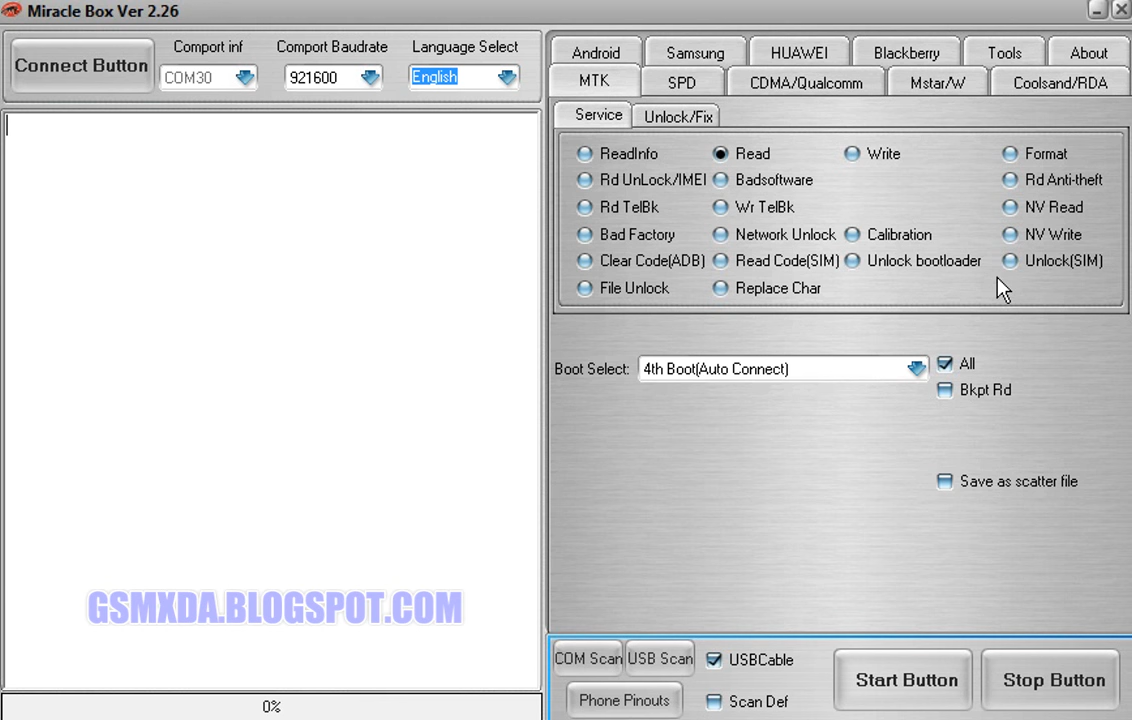 Miracle Box Ver 2.26
Connect Button
Comport inf
COM30
Comport Baudrate
921600
Language Select
English
Android
Samsung
HUAWEI
Blackberry
Tools
About
MTK
SPD
CDMA/Qualcomm
Mstar/W
Coolsand/RDA
Service
Unlock/Fix
ReadInfo
Read
Write
Format
Rd UnLock/IMEI
Badsoftware
Rd Anti-theft
Rd TelBk
Wr TelBk
NV Read
Bad Factory
Network Unlock
Calibration
NV Write
Clear Code(ADB)
Read Code(SIM)
Unlock bootloader
Unlock(SIM)
File Unlock
Replace Char
Boot Select:
4th Boot(Auto Connect)
All
Bkpt Rd
Save as scatter file
GSMXDA.BLOGSPOT.COM
COM Scan
USB Scan
USBCable
Start Button
Stop Button
Phone Pinouts
Scan Def
0%